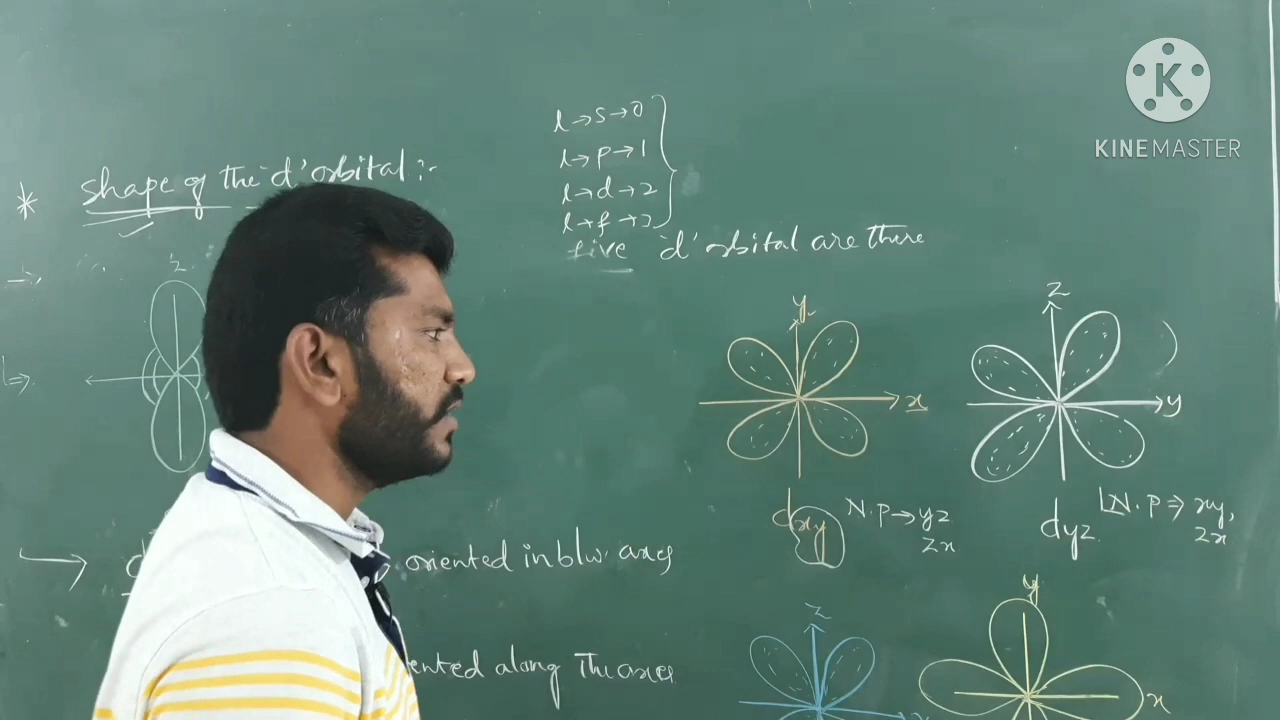 K
KINEMASTER
l→s→0
l→p→1
l→d→2
l→f→3
* shape of the 'd' orbital :-
five 'd' orbital are there
z
y
x
z
y
dxy
N.P→yz
zx
dyz
N.P⇒xy,
zx
oriented in b/w axes
ented along The axes
z
y
x